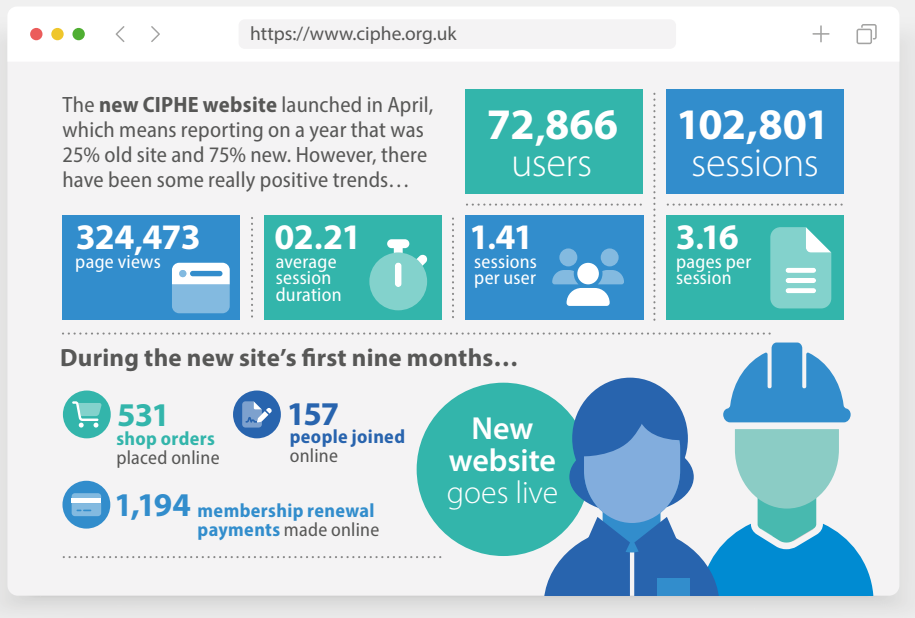 https://www.ciphe.org.uk
The new CIPHE website launched in April,
which means reporting on a year that was
25% old site and 75% new. However, there
have been some really positive trends…
72,866
users
102,801
sessions
324,473
page views
02.21
average
session
duration
1.41
sessions
per user
3.16
pages per
session
During the new site’s first nine months…
531
shop orders
placed online
157
people joined
online
1,194
membership renewal
payments made online
New
website
goes live